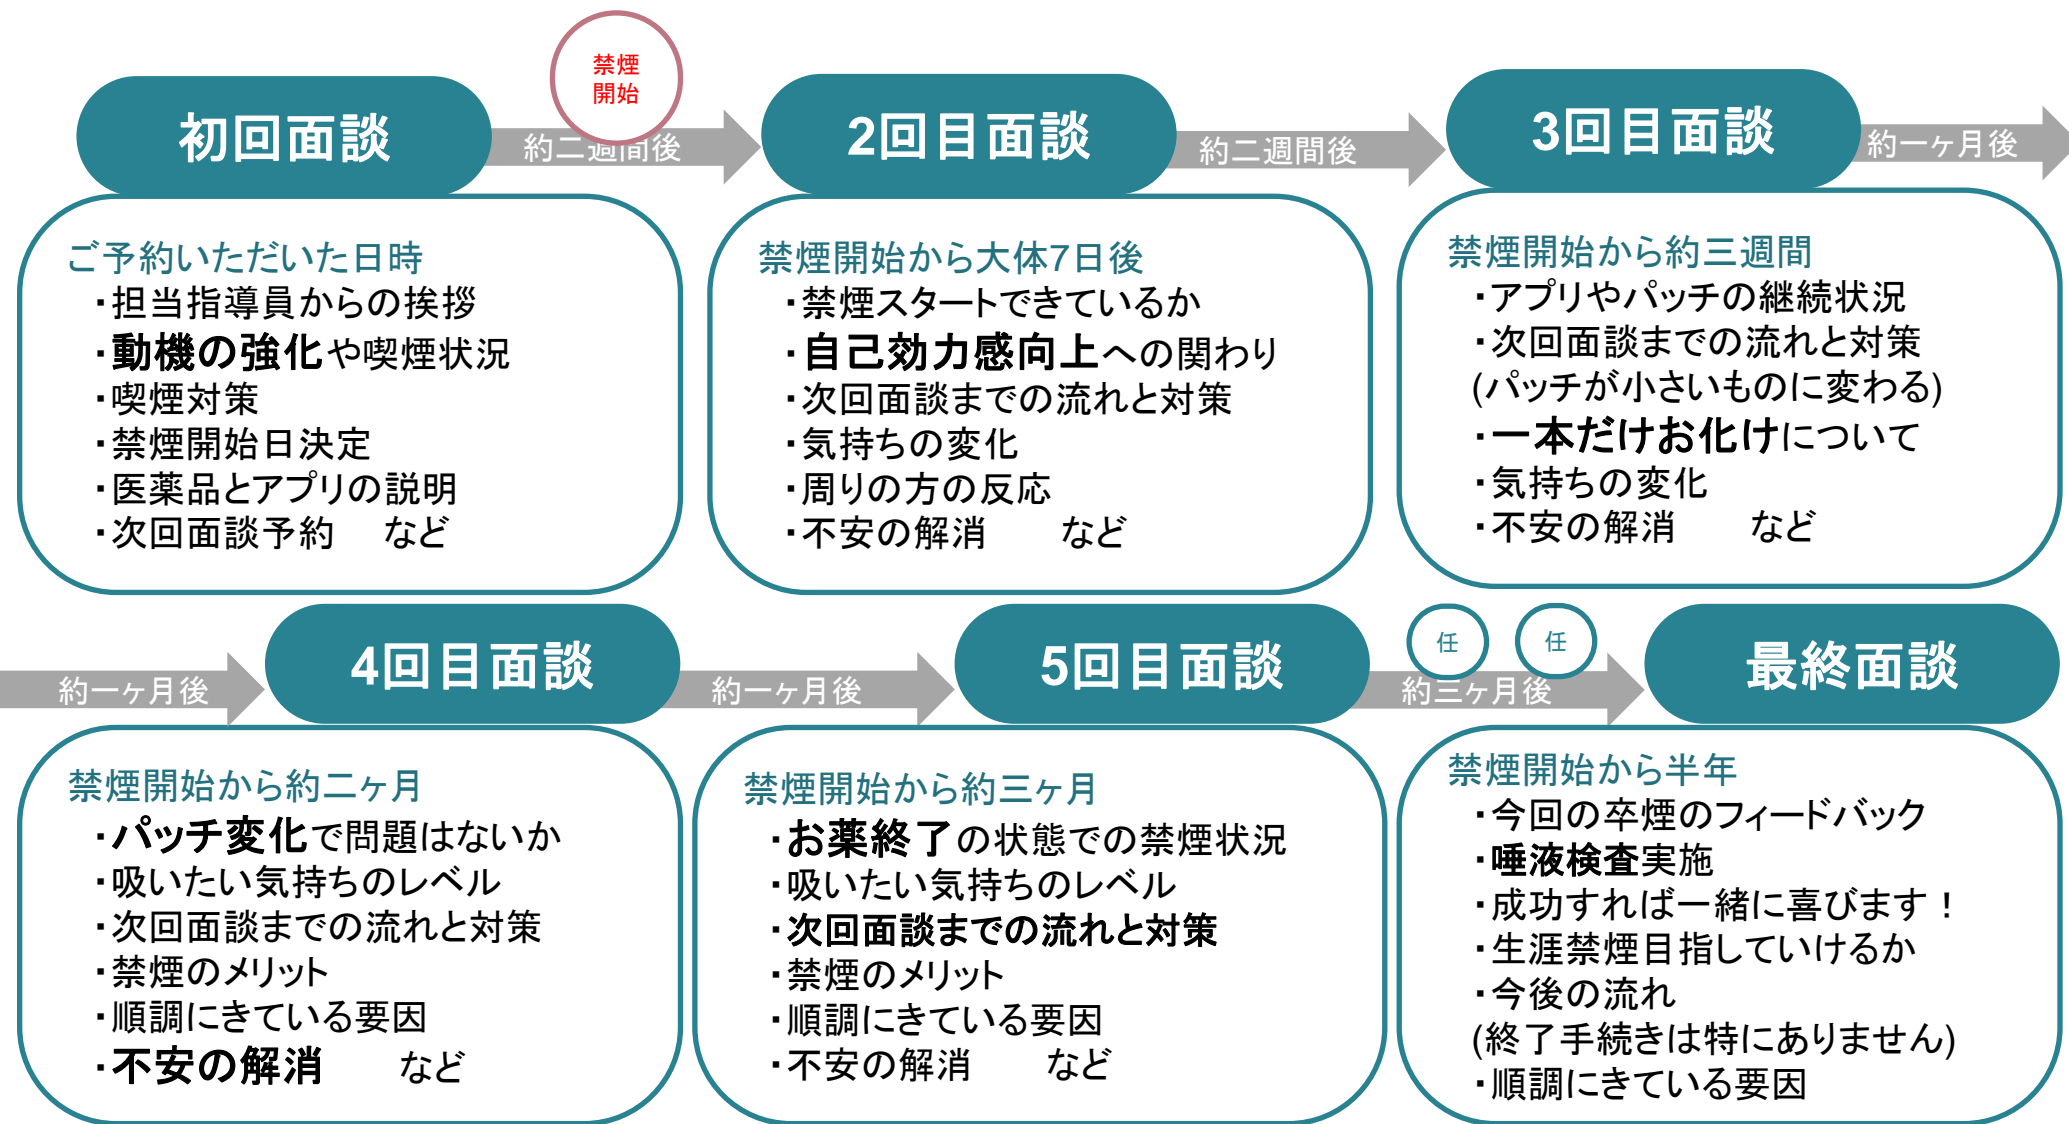 禁煙
開始
初回面談
約二週間後
2回目面談
約二週間後
3回目面談
約一ヶ月後
ご予約いただいた日時
・担当指導員からの挨拶
・動機の強化や喫煙状況
・喫煙対策
・禁煙開始日決定
・医薬品とアプリの説明
・次回面談予約　など
禁煙開始から大体7日後
・禁煙スタートできているか
・自己効力感向上への関わり
・次回面談までの流れと対策
・気持ちの変化
・周りの方の反応
・不安の解消　　など
禁煙開始から約三週間
・アプリやパッチの継続状況
・次回面談までの流れと対策
(パッチが小さいものに変わる)
・一本だけお化けについて
・気持ちの変化
・不安の解消　　など
約一ヶ月後
4回目面談
約一ヶ月後
5回目面談
任
任
約三ヶ月後
最終面談
禁煙開始から約二ヶ月
・パッチ変化で問題はないか
・吸いたい気持ちのレベル
・次回面談までの流れと対策
・禁煙のメリット
・順調にきている要因
・不安の解消　　など
禁煙開始から約三ヶ月
・お薬終了の状態での禁煙状況
・吸いたい気持ちのレベル
・次回面談までの流れと対策
・禁煙のメリット
・順調にきている要因
・不安の解消　　など
禁煙開始から半年
・今回の卒煙のフィードバック
・唾液検査実施
・成功すれば一緒に喜びます！
・生涯禁煙目指していけるか
・今後の流れ
(終了手続きは特にありません)
・順調にきている要因